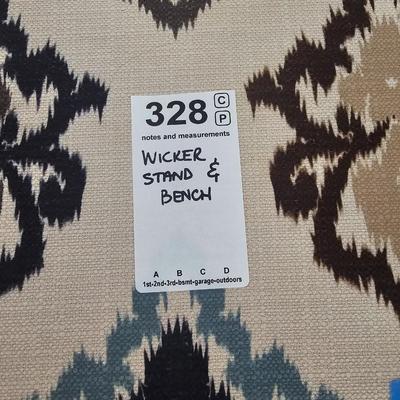 328 C
P
notes and measurements
WICKER
STAND &
BENCH
A B C D
1st-2nd-3rd-bsmt-garage-outdoors